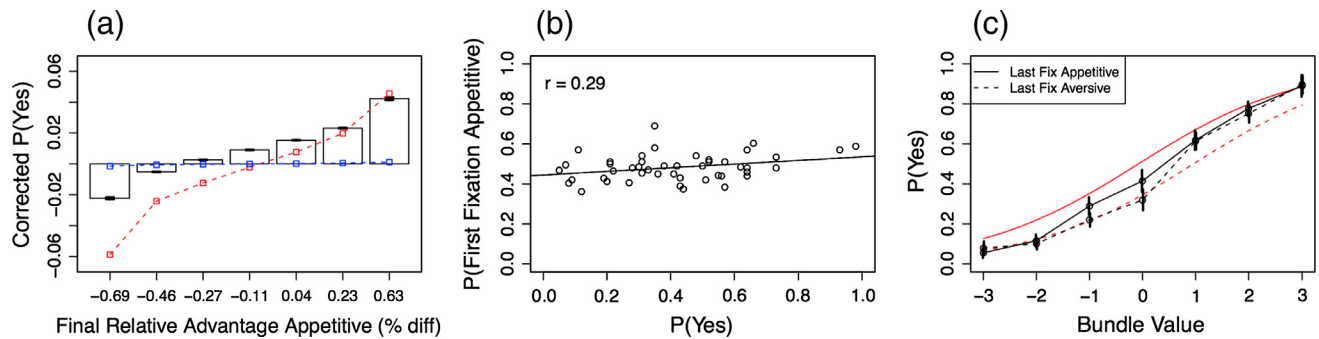 (a)
Corrected P(Yes)
0.06
0.02
−0.02
−0.06
−0.69 −0.46 −0.27 −0.11 0.04 0.23 0.63
Final Relative Advantage Appetitive (% diff)
(b)
P(First Fixation Appetitive)
1.0
0.8
0.6
0.4
0.2
0.0
r = 0.29
0.0 0.2 0.4 0.6 0.8 1.0
P(Yes)
(c)
P(Yes)
1.0
0.8
0.6
0.4
0.2
0.0
Last Fix Appetitive
Last Fix Aversive
−3 −2 −1 0 1 2 3
Bundle Value